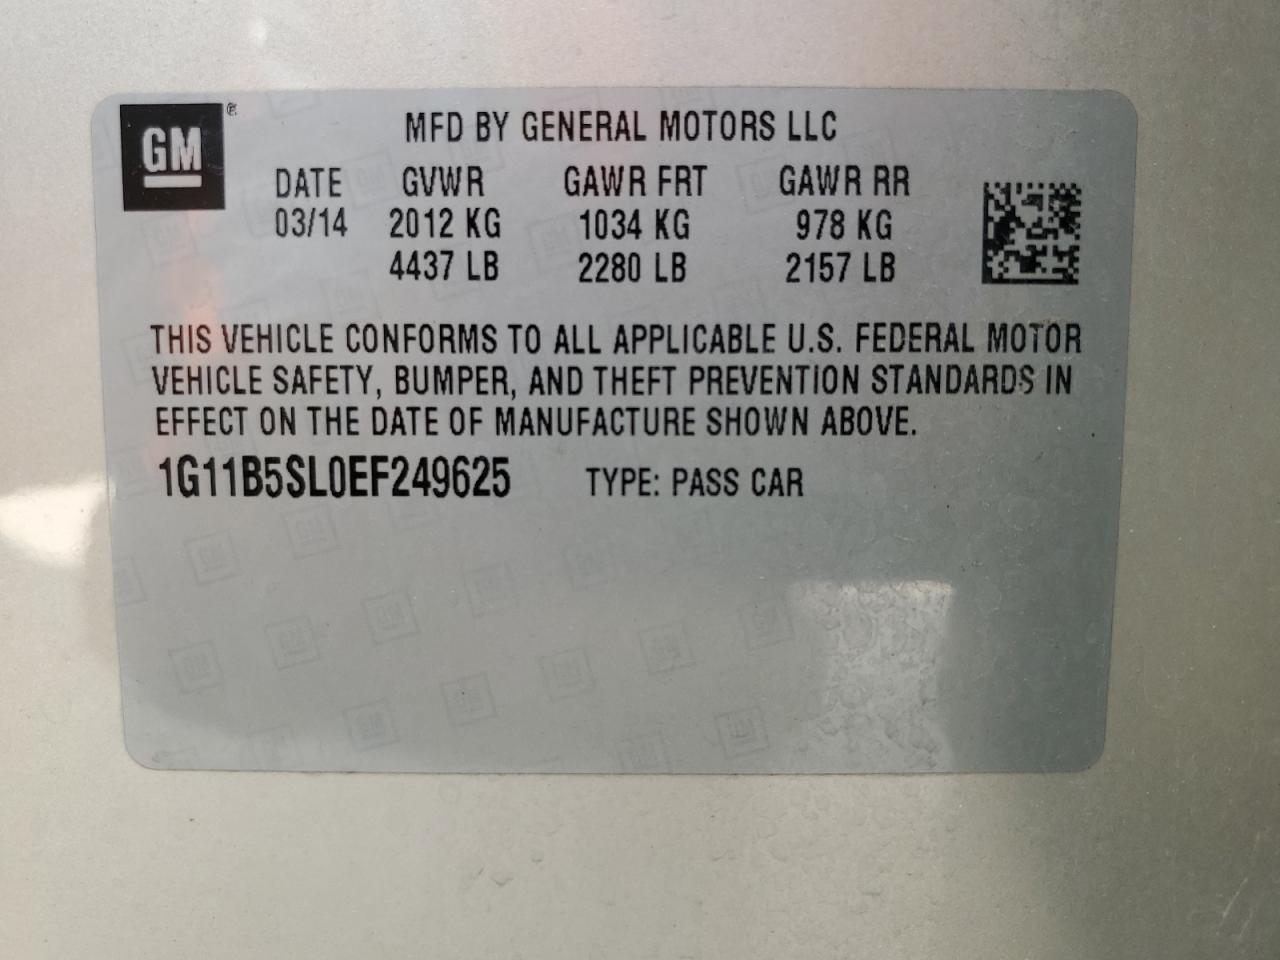 GM®
MFD BY GENERAL MOTORS LLC
DATE GVWR GAWR FRT GAWR RR
03/14 2012 KG 1034 KG 978 KG
4437 LB 2280 LB 2157 LB
THIS VEHICLE CONFORMS TO ALL APPLICABLE U.S. FEDERAL MOTOR
VEHICLE SAFETY, BUMPER, AND THEFT PREVENTION STANDARDS IN
EFFECT ON THE DATE OF MANUFACTURE SHOWN ABOVE.
1G11B5SL0EF249625 TYPE: PASS CAR